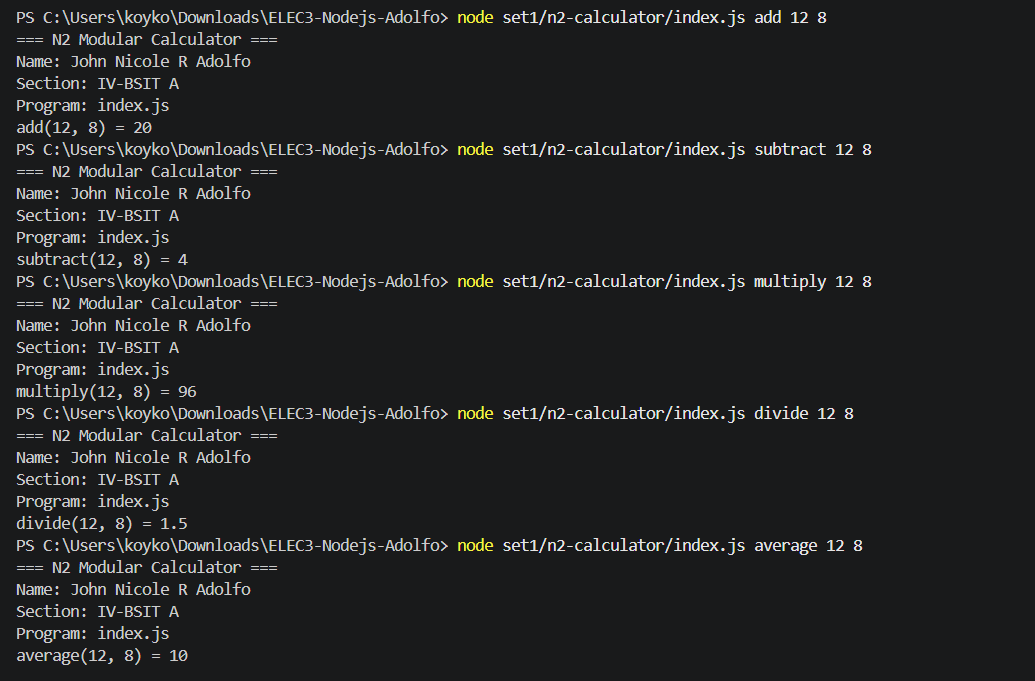 PS C:\Users\koyko\Downloads\ELEC3-Nodejs-Adolfo> node set1/n2-calculator/index.js add 12 8
=== N2 Modular Calculator ===
Name: John Nicole R Adolfo
Section: IV-BSIT A
Program: index.js
add(12, 8) = 20
PS C:\Users\koyko\Downloads\ELEC3-Nodejs-Adolfo> node set1/n2-calculator/index.js subtract 12 8
=== N2 Modular Calculator ===
Name: John Nicole R Adolfo
Section: IV-BSIT A
Program: index.js
subtract(12, 8) = 4
PS C:\Users\koyko\Downloads\ELEC3-Nodejs-Adolfo> node set1/n2-calculator/index.js multiply 12 8
=== N2 Modular Calculator ===
Name: John Nicole R Adolfo
Section: IV-BSIT A
Program: index.js
multiply(12, 8) = 96
PS C:\Users\koyko\Downloads\ELEC3-Nodejs-Adolfo> node set1/n2-calculator/index.js divide 12 8
=== N2 Modular Calculator ===
Name: John Nicole R Adolfo
Section: IV-BSIT A
Program: index.js
divide(12, 8) = 1.5
PS C:\Users\koyko\Downloads\ELEC3-Nodejs-Adolfo> node set1/n2-calculator/index.js average 12 8
=== N2 Modular Calculator ===
Name: John Nicole R Adolfo
Section: IV-BSIT A
Program: index.js
average(12, 8) = 10